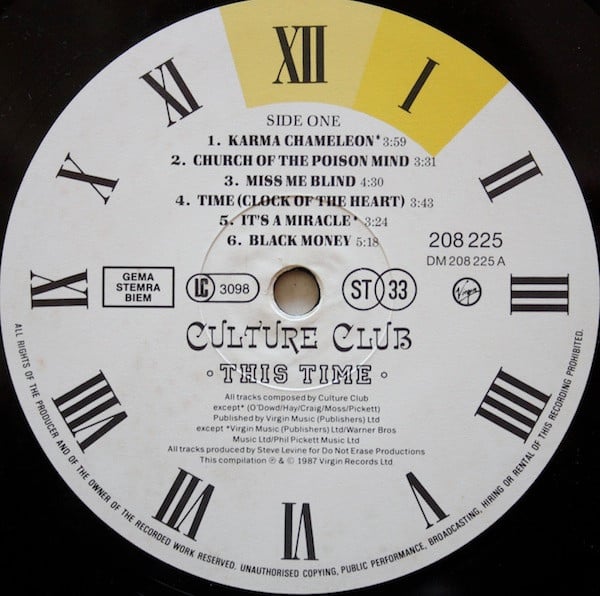 XII
I
II
III
IIII
V
VI
VII
VIII
IX
X
XI
SIDE ONE
1. KARMA CHAMELEON* 3:59
2. CHURCH OF THE POISON MIND 3:31
3. MISS ME BLIND 4:30
4. TIME (CLOCK OF THE HEART) 3:43
5. IT'S A MIRACLE* 3:24
6. BLACK MONEY 5:18
208 225
DM 208 225 A
GEMA
STEMRA
BIEM
LC 3098
ST 33
Virgin
CULTURE CLUB
· THIS TIME ·
All tracks composed by Culture Club
except* (O'Dowd/Hay/Craig/Moss/Pickett)
Published by Virgin Music (Publishers) Ltd
except *Virgin Music (Publishers) Ltd/Warner Bros
Music Ltd/Phil Pickett Music Ltd
All tracks produced by Steve Levine for Do Not Erase Productions
This compilation ℗ & © 1987 Virgin Records Ltd
ALL RIGHTS OF THE PRODUCER AND OF THE OWNER OF THE RECORDED WORK RESERVED. UNAUTHORISED COPYING, PUBLIC PERFORMANCE, BROADCASTING, HIRING OR RENTAL OF THIS RECORDING PROHIBITED.